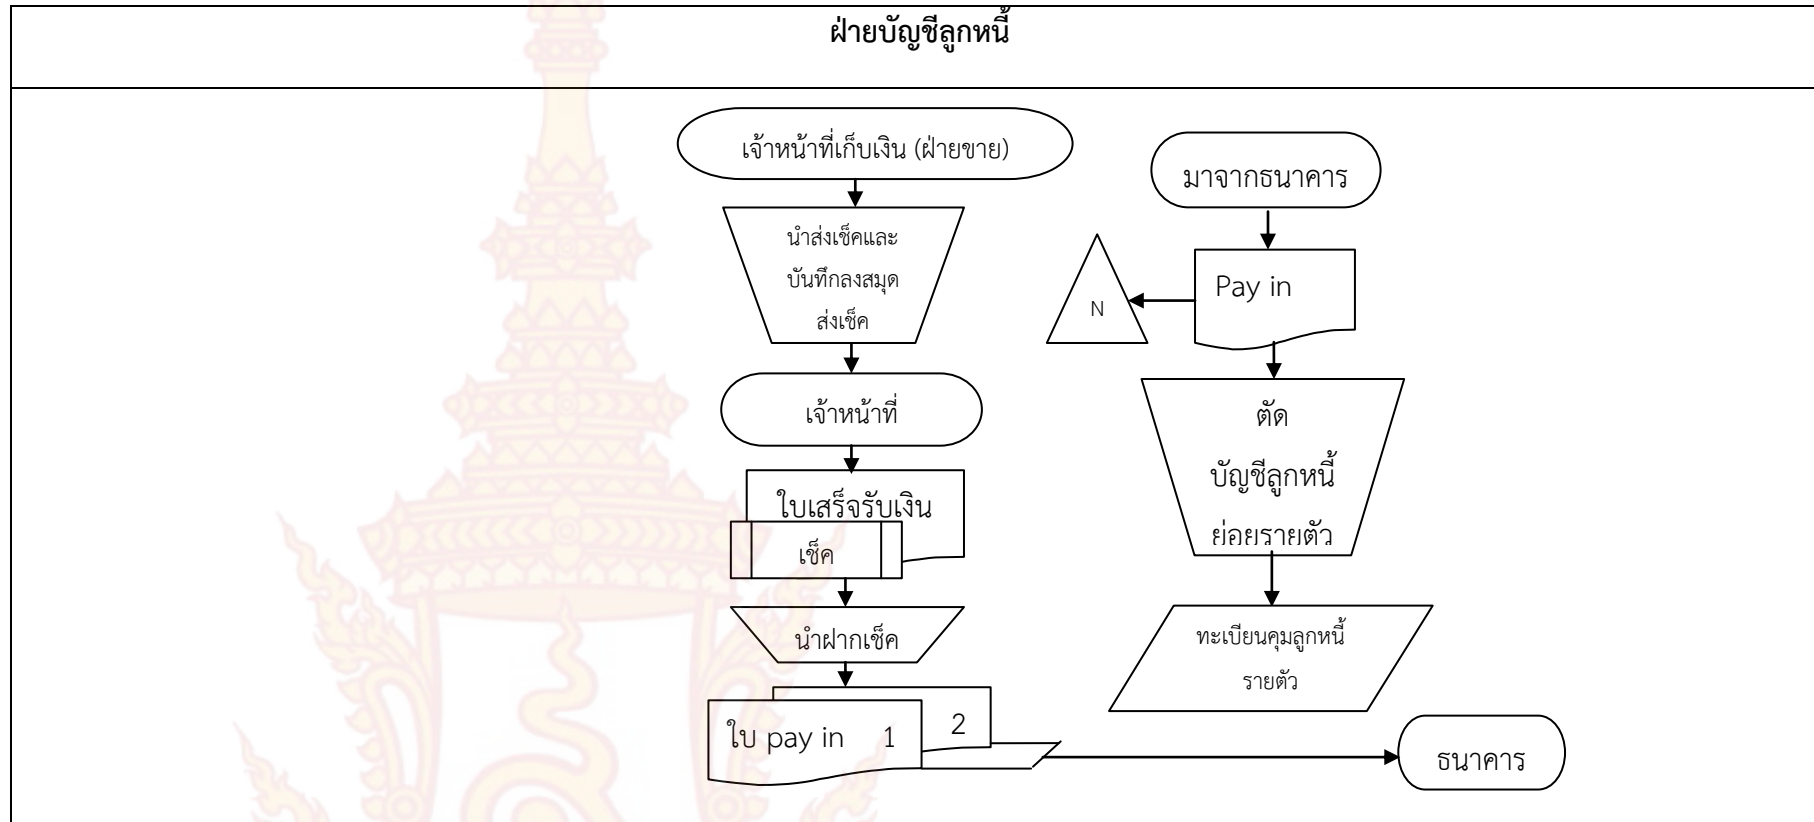 ฝ่ายบัญชีลูกหนี้
เจ้าหน้าที่เก็บเงิน (ฝ่ายขาย)
นำส่งเช็คและ
บันทึกลงสมุด
ส่งเช็ค
เจ้าหน้าที่
ใบเสร็จรับเงิน
เช็ค
นำฝากเช็ค
ใบ pay in 1
2
มาจากธนาคาร
Pay in
N
ตัด
บัญชีลูกหนี้
ย่อยรายตัว
ทะเบียนคุมลูกหนี้
รายตัว
ธนาคาร